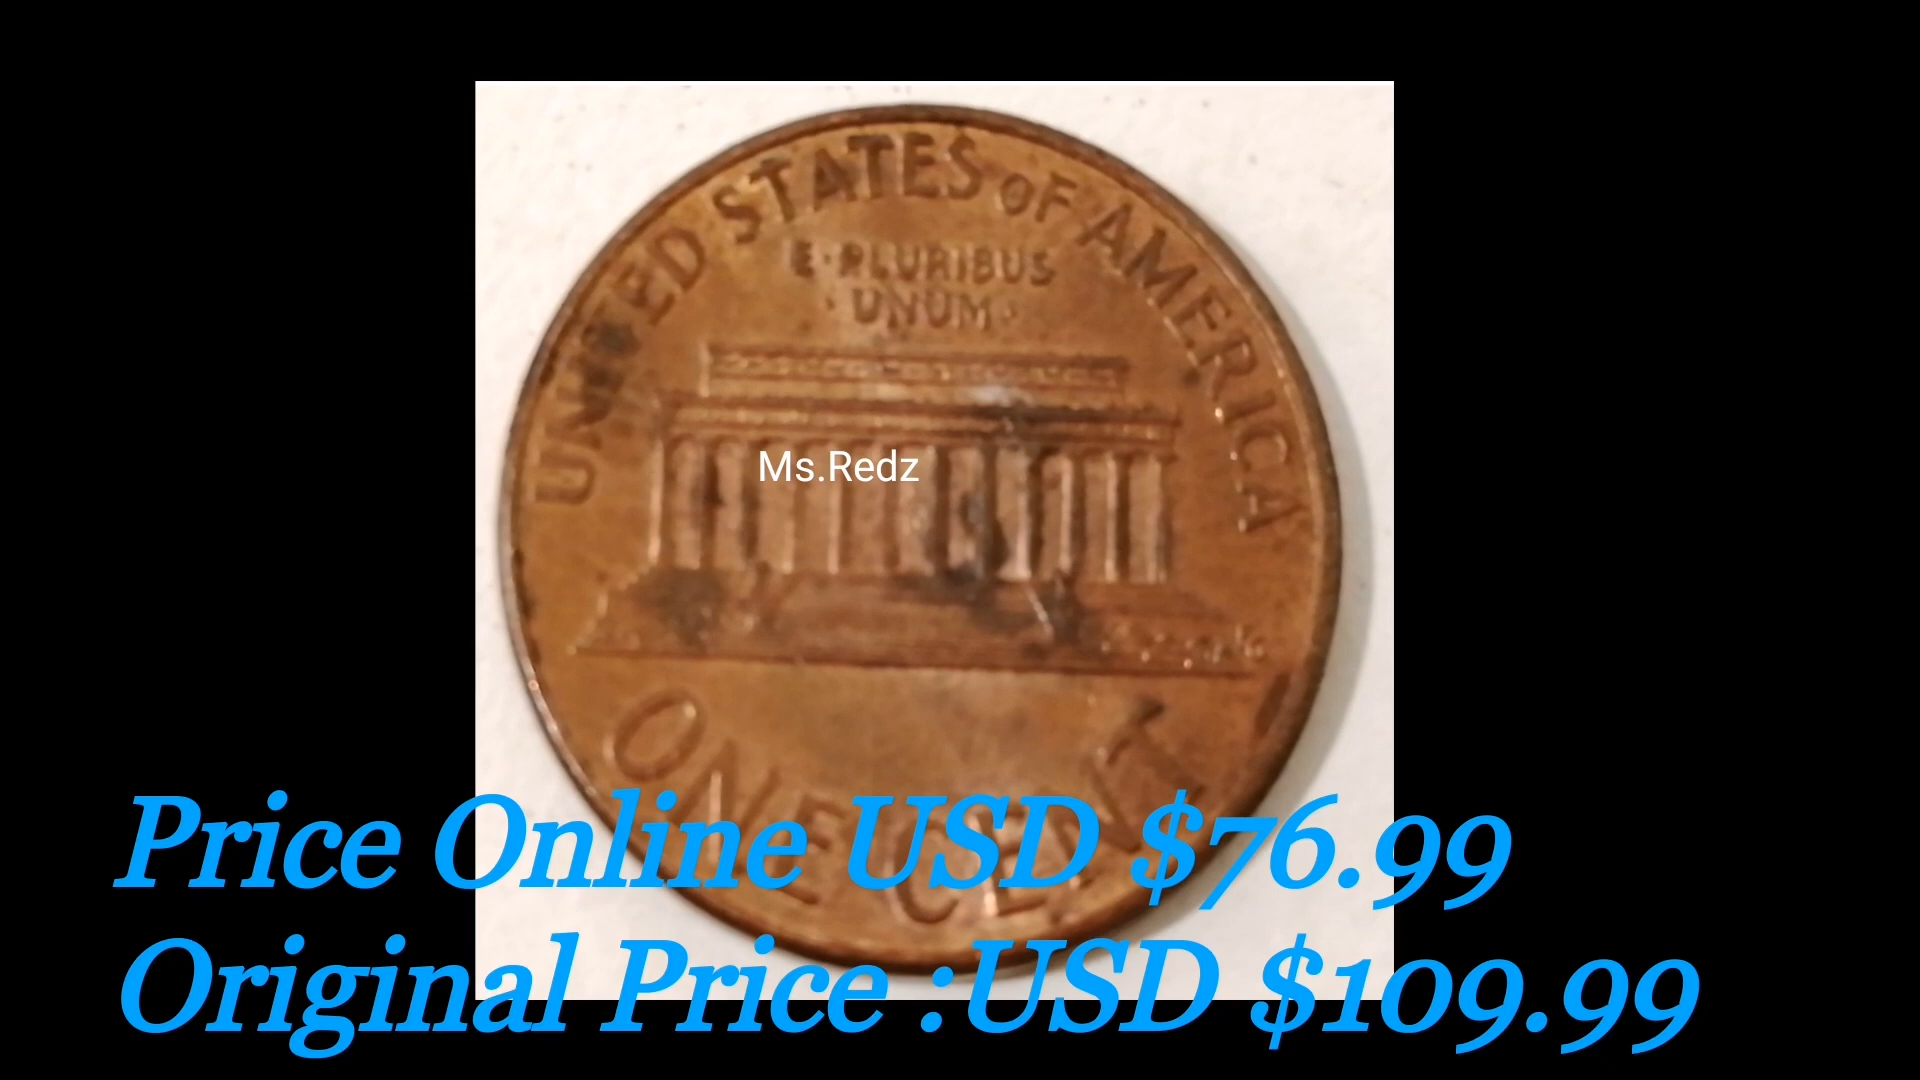 UNITED STATES OF AMERICA
E·PLURIBUS
·UNUM·
Ms.Redz
ONE CENT
Price Online USD $76.99
Original Price :USD $109.99